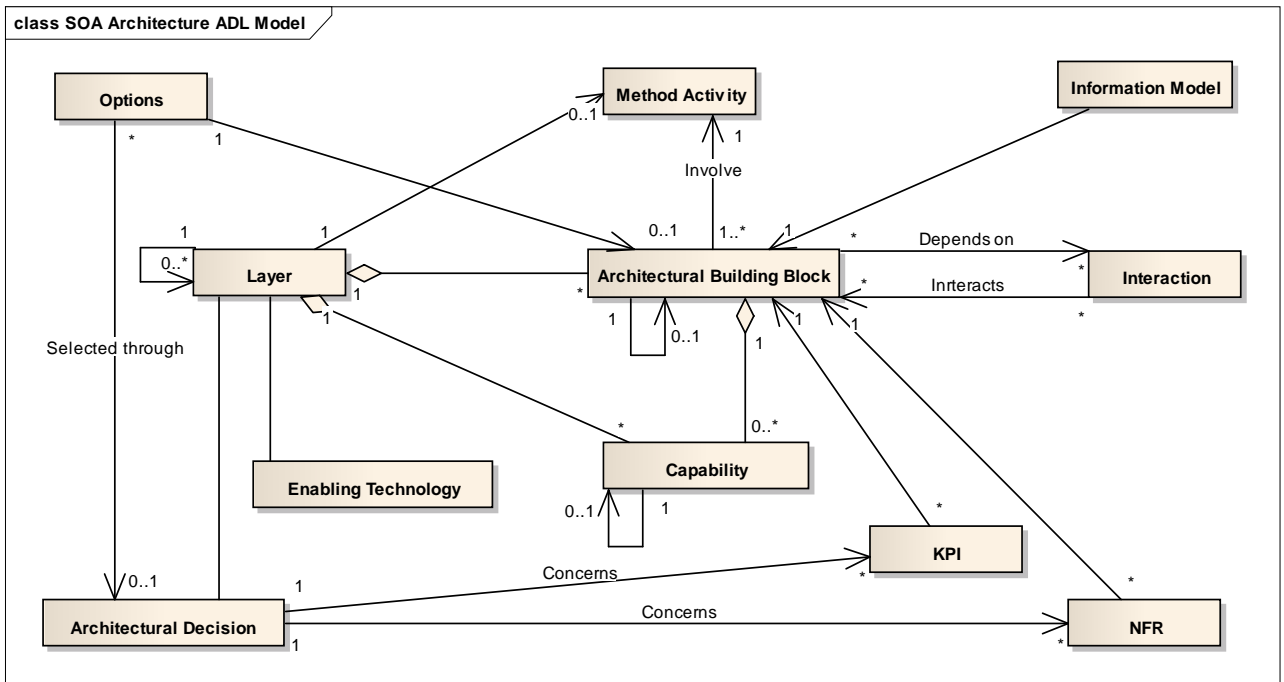 class SOA Architecture ADL Model
Options
Method Activity
Information Model
*
1
0..1
1
Involve
1
1
0..1
1..*
1
*
Depends on
0..*
Layer
1
Architectural Building Block
*
*
Interaction
*
Inrteracts
*
1
1
0..1
1
1
1
Selected through
*
0..*
Capability
Enabling Technology
0..1
1
*
KPI
Concerns
*
*
0..1
1
Architectural Decision
Concerns
NFR
1
*